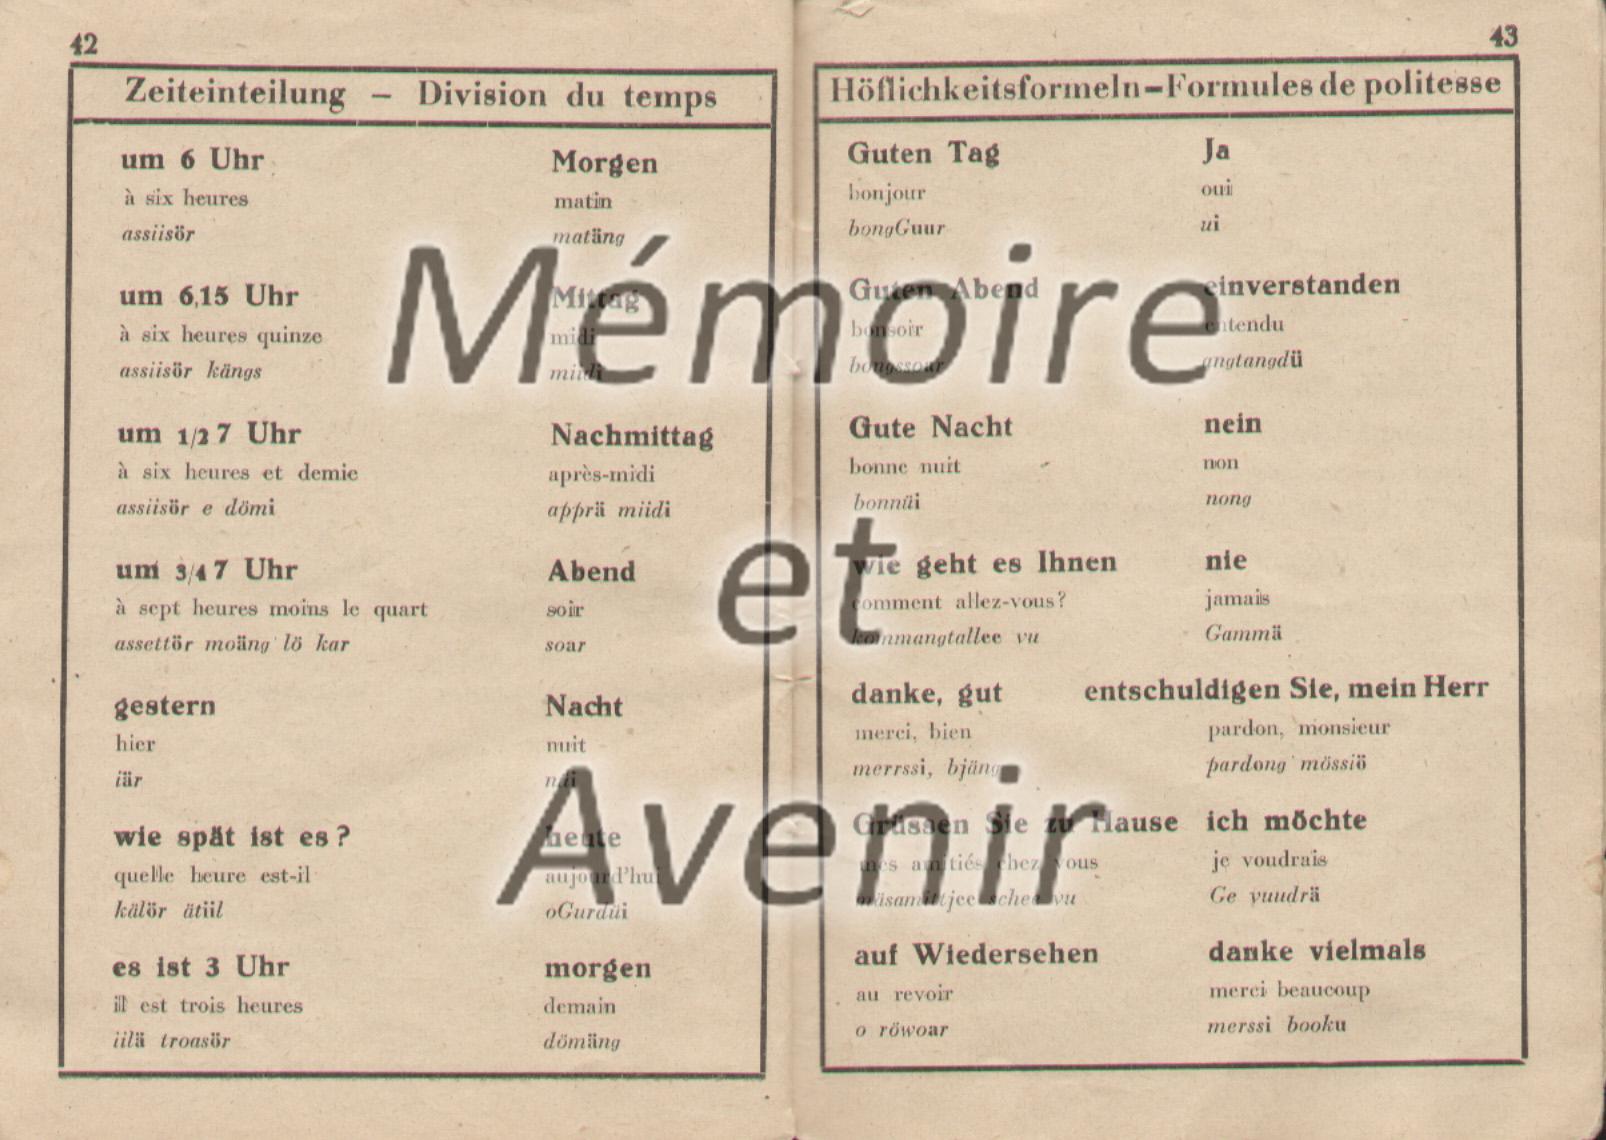 42
Zeiteinteilung – Division du temps
um 6 Uhr
à six heures
assiisör
um 6,15 Uhr
à six heures quinze
assiisör kängs
um 1/2 7 Uhr
à six heures et demie
assiisör e dömi
um 3/4 7 Uhr
à sept heures moins le quart
assettör moäng lö kar
gestern
hier
iär
wie spät ist es ?
quelle heure est-il
kälör ätiil
es ist 3 Uhr
il est trois heures
iilä troasör
Morgen
matin
matäng
Mittag
midi
miidi
Nachmittag
après-midi
apprä miidi
Abend
soir
soar
Nacht
nuit
nüi
heute
aujourd'hui
oGurdüi
morgen
demain
dömäng
43
Höflichkeitsformeln – Formules de politesse
Guten Tag
bonjour
bongGuur
Guten Abend
bonsoir
bongssoar
Gute Nacht
bonne nuit
bonnüi
wie geht es Ihnen
comment allez-vous?
kommangtallee vu
danke, gut
merci, bien
merrssi, bjäng
Grüssen Sie zu Hause
mes amitiés chez vous
mäsamittjee schee vu
auf Wiedersehen
au revoir
o röwoar
Ja
oui
ui
einverstanden
entendu
angtangdü
nein
non
nong
nie
jamais
Gammä
entschuldigen Sie, mein Herr
pardon, monsieur
pardong mössiö
ich möchte
je voudrais
Ge vuudrä
danke vielmals
merci beaucoup
merssi booku
Mémoire
et
Avenir